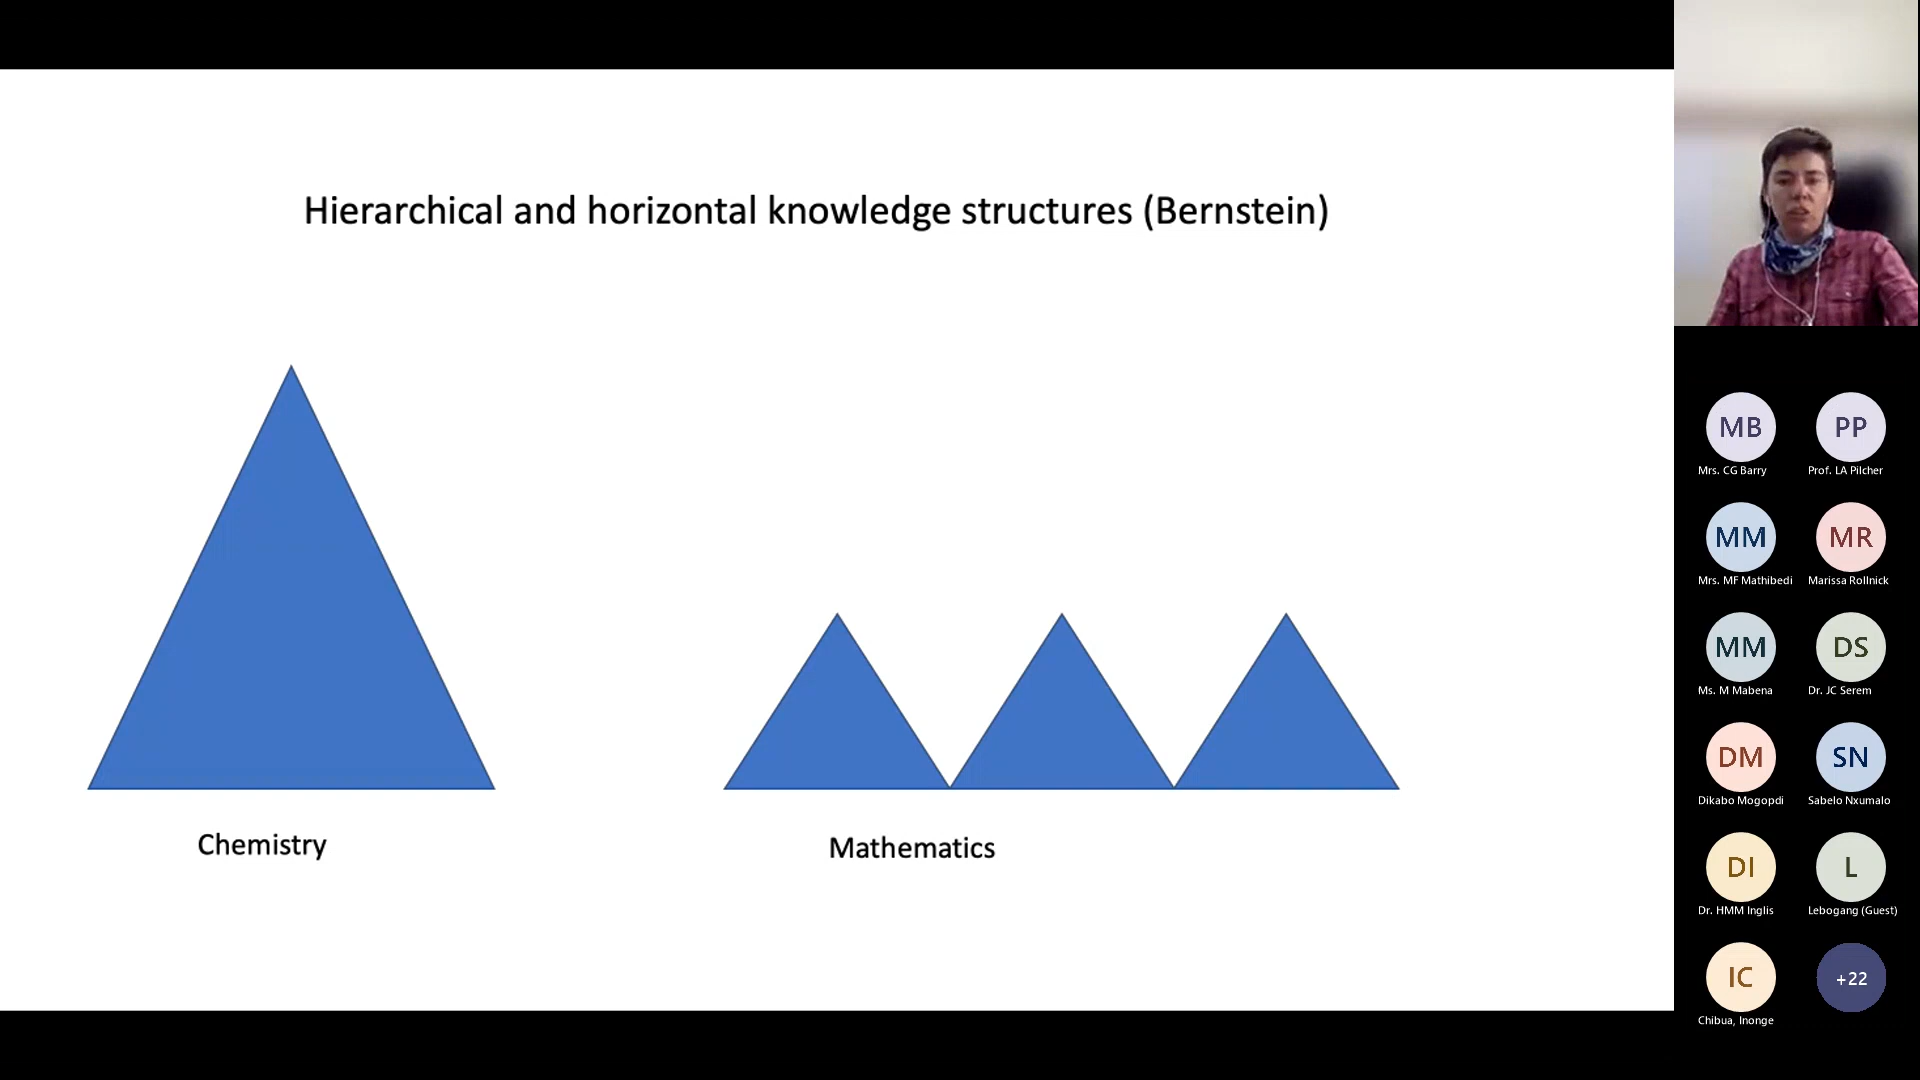 Hierarchical and horizontal knowledge structures (Bernstein)
Chemistry
Mathematics
MB
Mrs. CG Barry
PP
Prof. LA Pilcher
MM
Mrs. MF Mathibedi
MR
Marissa Rollnick
MM
Ms. M Mabena
DS
Dr. JC Serem
DM
Dikabo Mogopdi
SN
Sabelo Nxumalo
DI
Dr. HMM Inglis
L
Lebogang (Guest)
IC
Chibua, Inonge
+22